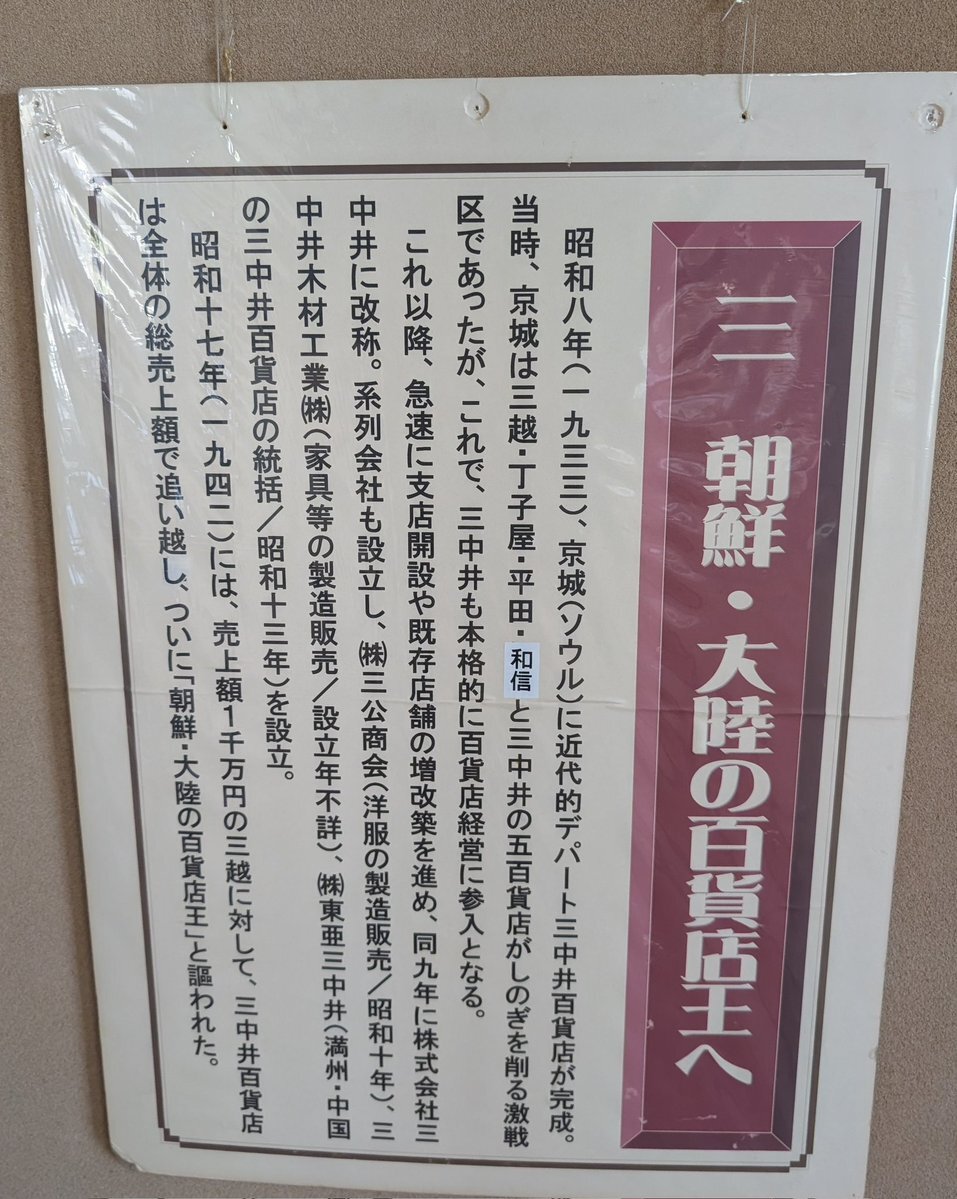 三 朝鮮・大陸の百貨店王へ
昭和八年(一九三三)、京城(ソウル)に近代的デパート三中井百貨店が完成。
当時、京城は三越・丁子屋・平田・和信と三中井の五百貨店がしのぎを削る激戦
区であったが、これで、三中井も本格的に百貨店経営に参入となる。
これ以降、急速に支店開設や既存店舗の増改築を進め、同九年に株式会社三
中井に改称。系列会社も設立し、㈱三公商会(洋服の製造販売/昭和十年)、三
中井木材工業㈱(家具等の製造販売/設立年不詳)、㈱東亜三中井(満州・中国
の三中井百貨店の統括/昭和十三年)を設立。
昭和十七年(一九四二)には、売上額1千万円の三越に対して、三中井百貨店
は全体の総売上額で追い越し、ついに「朝鮮・大陸の百貨店王」と謳われた。